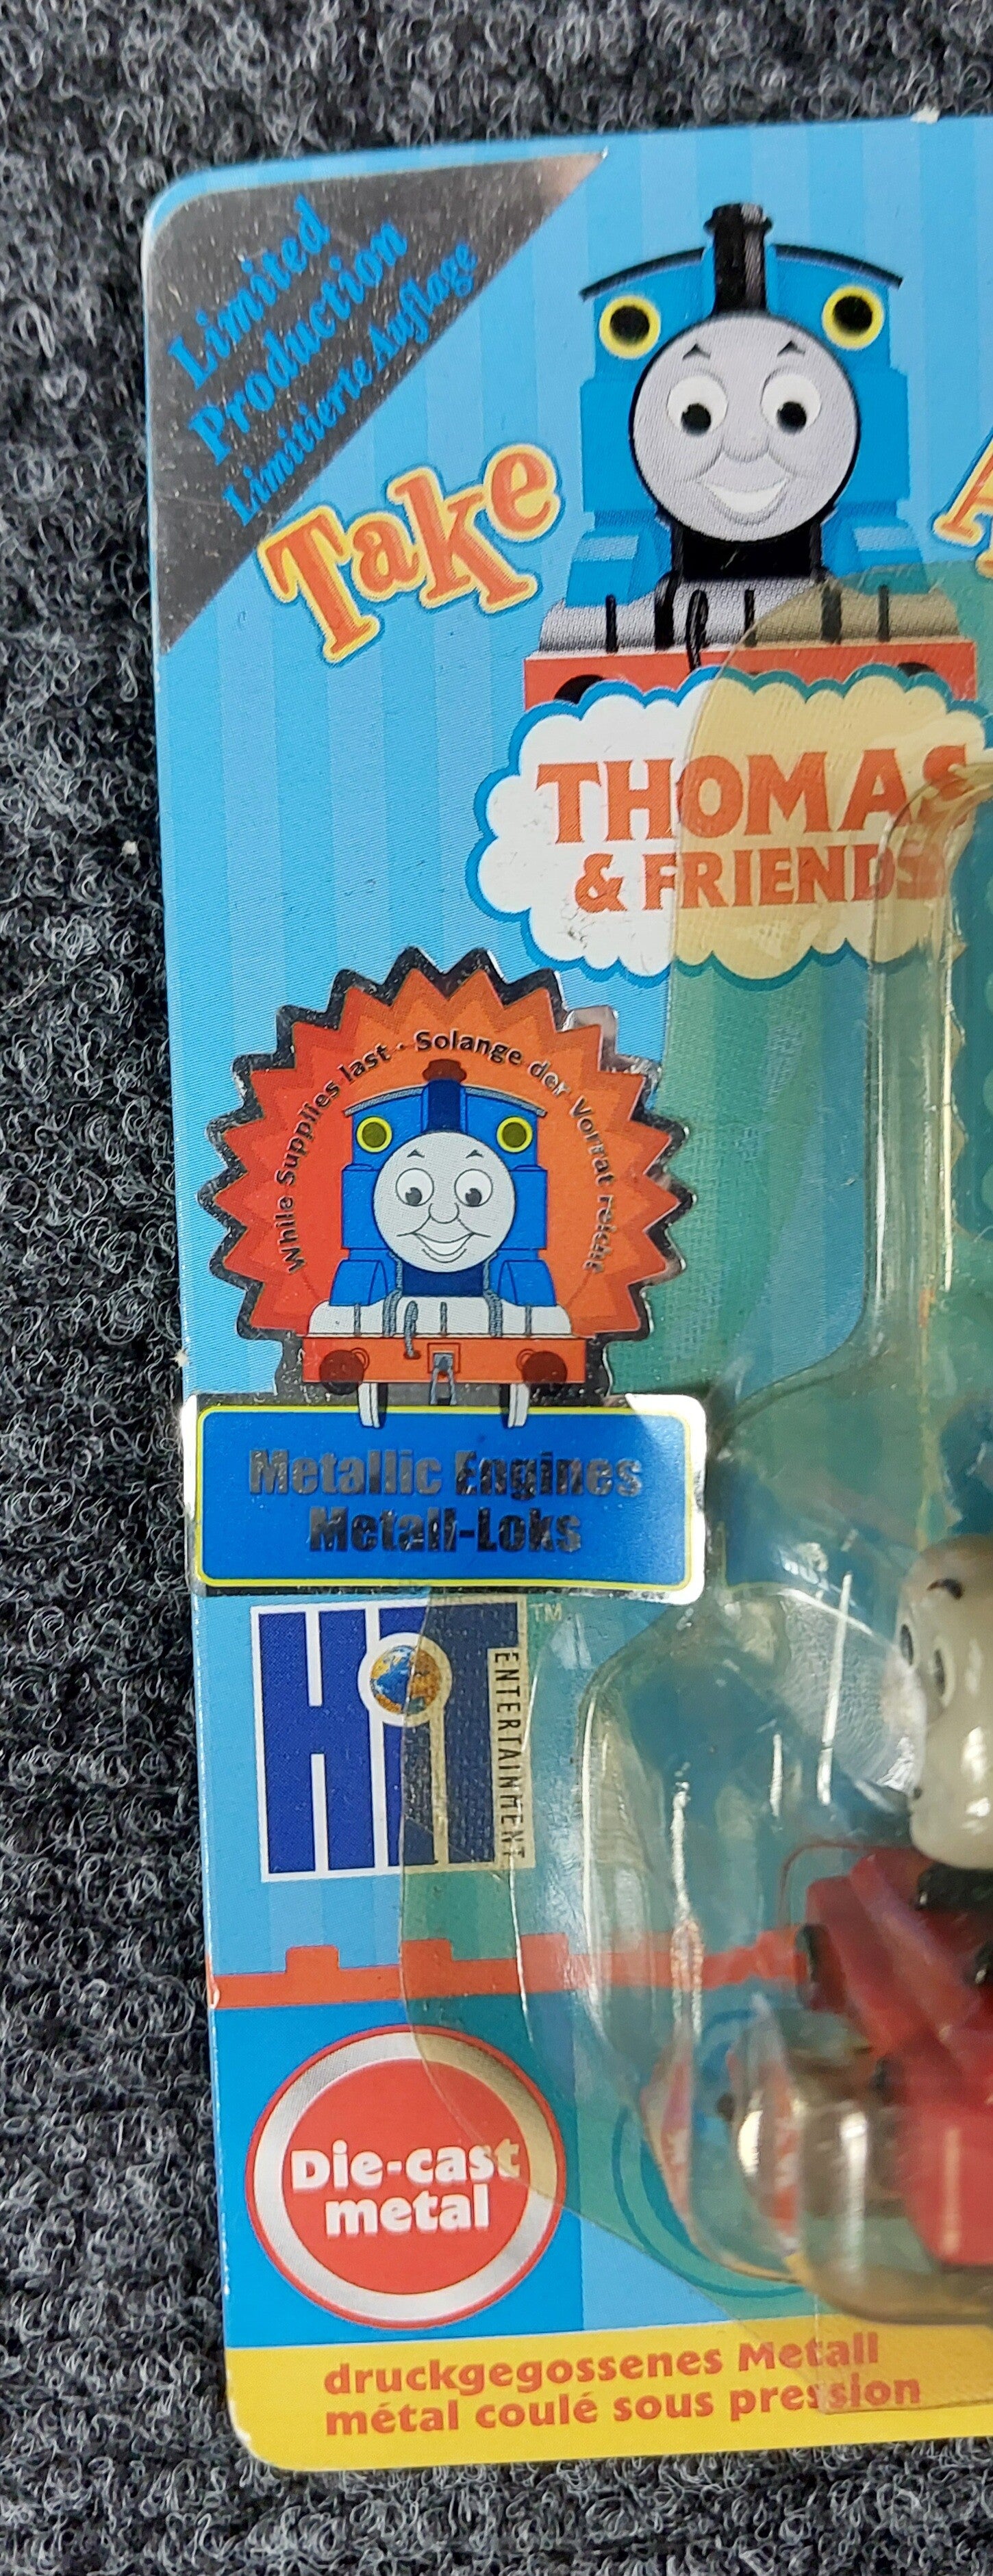 Limited
Production
Limitierte Auflage
Take A
THOMAS
& FRIENDS
While Supplies last · Solange der Vorrat reicht
Metallic Engines
Metall-Loks
HiT
ENTERTAINMENT
TM
Die-cast
metal
druckgegossenes Metall
métal coulé sous pression